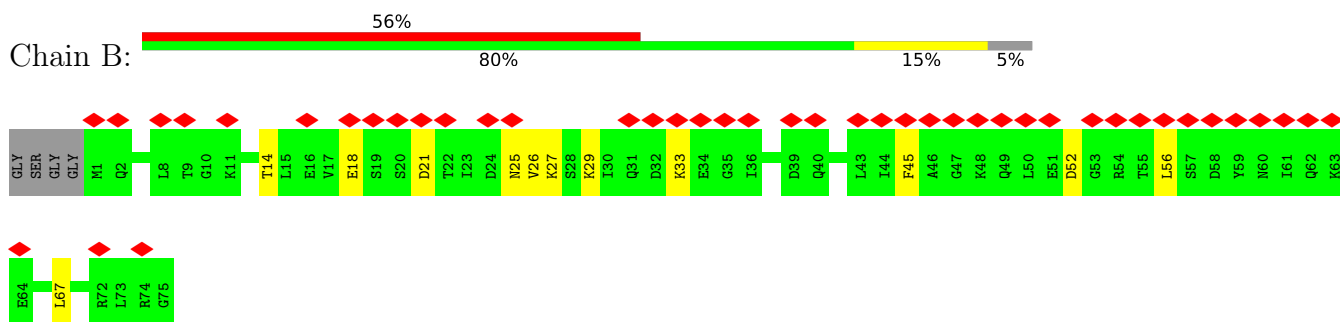 56%
Chain B:
80% 15% 5%
GLY SER GLY GLY M1 Q2 L8 T9 G10 K11 T14 L15 E16 V17 E18 S19 S20 D21 T22 I23 D24 N25 V26 K27 S28 K29 I30 Q31 D32 K33 E34 G35 I36 D39 Q40 L43 I44 F45 A46 G47 K48 Q49 L50 E51 D52 G53 R54 T55 L56 S57 D58 Y59 N60 I61 Q62 K63
E64 L67 R72 L73 R74 G75